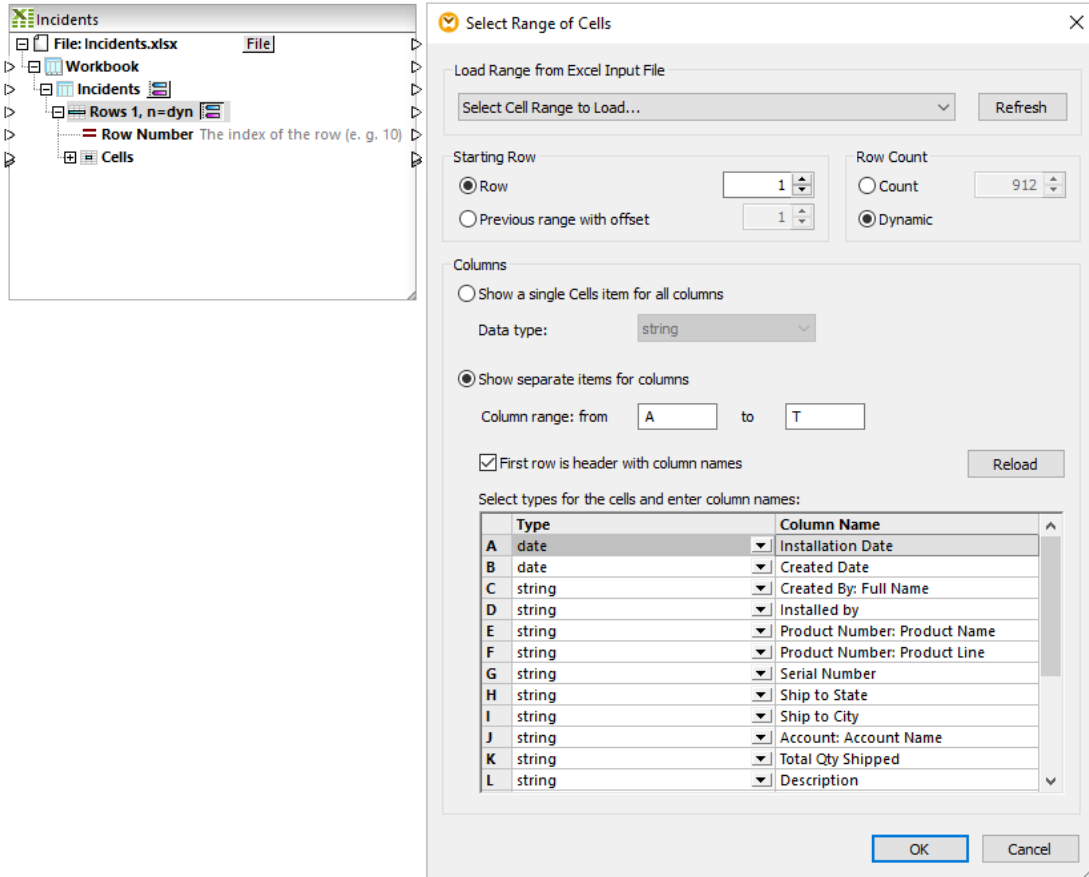 Incidents
File: Incidents.xlsx File
Workbook
Incidents
Rows 1, n=dyn
Row Number The index of the row (e. g. 10)
Cells
Select Range of Cells
Load Range from Excel Input File
Select Cell Range to Load... Refresh
Starting Row
Row 1
Previous range with offset 1
Row Count
Count 912
Dynamic
Columns
Show a single Cells item for all columns
Data type: string
Show separate items for columns
Column range: from A to T
First row is header with column names Reload
Select types for the cells and enter column names:
Type Column Name
A date Installation Date
B date Created Date
C string Created By: Full Name
D string Installed by
E string Product Number: Product Name
F string Product Number: Product Line
G string Serial Number
H string Ship to State
I string Ship to City
J string Account: Account Name
K string Total Qty Shipped
L string Description
OK Cancel